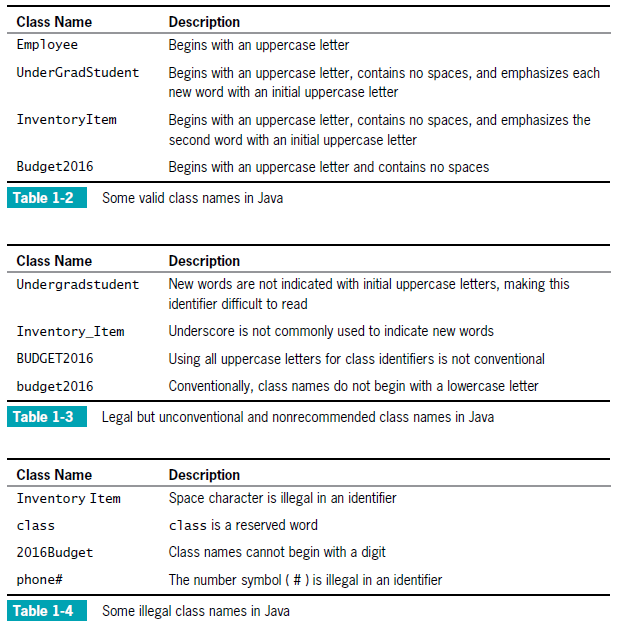 Class Name Description
Employee Begins with an uppercase letter
UnderGradStudent Begins with an uppercase letter, contains no spaces, and emphasizes each
new word with an initial uppercase letter
InventoryItem Begins with an uppercase letter, contains no spaces, and emphasizes the
second word with an initial uppercase letter
Budget2016 Begins with an uppercase letter and contains no spaces
Table 1-2 Some valid class names in Java
Class Name Description
Undergradstudent New words are not indicated with initial uppercase letters, making this
identifier difficult to read
Inventory_Item Underscore is not commonly used to indicate new words
BUDGET2016 Using all uppercase letters for class identifiers is not conventional
budget2016 Conventionally, class names do not begin with a lowercase letter
Table 1-3 Legal but unconventional and nonrecommended class names in Java
Class Name Description
Inventory Item Space character is illegal in an identifier
class class is a reserved word
2016Budget Class names cannot begin with a digit
phone# The number symbol ( # ) is illegal in an identifier
Table 1-4 Some illegal class names in Java